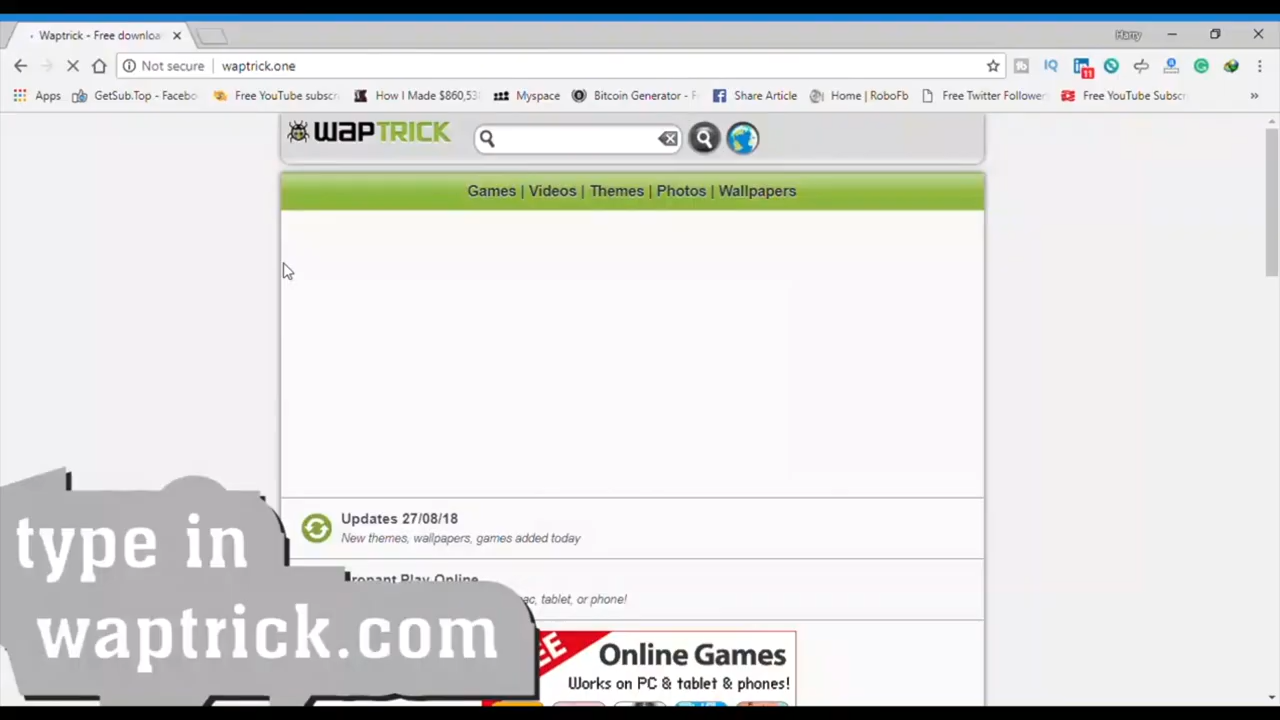 Waptrick - Free downloa
Harry
Not secure | waptrick.one
11
Apps GetSub.Top - Facebo Free YouTube subscr How I Made $860,53 Myspace Bitcoin Generator - F Share Article Home | RoboFb Free Twitter Follower Free YouTube Subsc »
WAPTRICK
Games | Videos | Themes | Photos | Wallpapers
Updates 27/08/18
New themes, wallpapers, games added today
Play Online
tablet, or phone!
type in
waptrick.com
Online Games
Works on PC & tablet & phones!